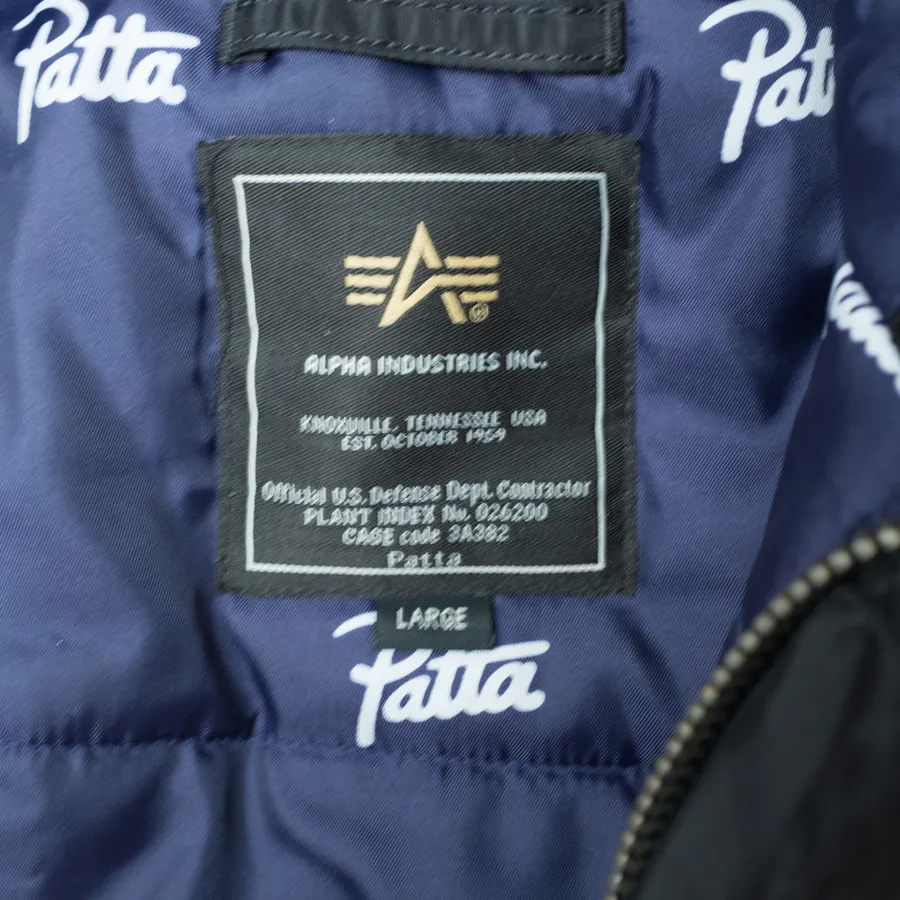 Patta
Patta
ALPHA INDUSTRIES INC.
KNOXVILLE, TENNESSEE USA
EST. OCTOBER 1959
Official U.S. Defense Dept. Contractor
PLANT INDEX No. 026200
CAGE code 3A382
Patta
LARGE
Patta